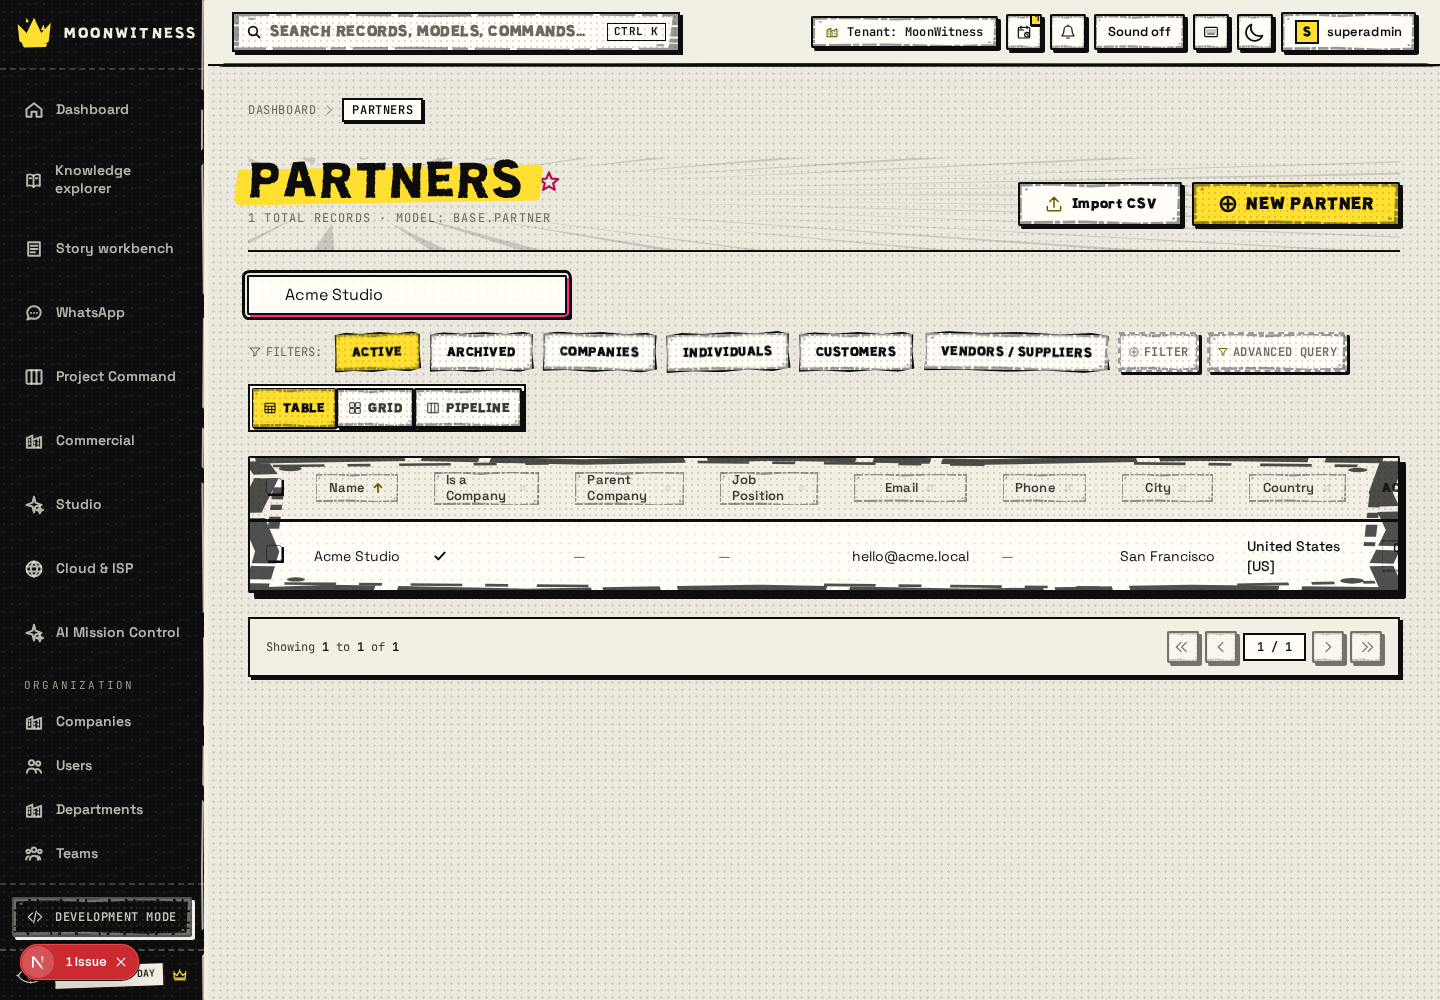 MOONWITNESS
SEARCH RECORDS, MODELS, COMMANDS…
CTRL K
Tenant: MoonWitness
Sound off
S
superadmin
Dashboard
Knowledge
explorer
Story workbench
WhatsApp
Project Command
Commercial
Studio
Cloud & ISP
AI Mission Control
ORGANIZATION
Companies
Users
Departments
Teams
DEVELOPMENT MODE
1 Issue
DAY
DASHBOARD
PARTNERS
PARTNERS
1 TOTAL RECORDS · MODEL: BASE.PARTNER
Import CSV
NEW PARTNER
Acme Studio
FILTERS:
ACTIVE
ARCHIVED
COMPANIES
INDIVIDUALS
CUSTOMERS
VENDORS / SUPPLIERS
FILTER
ADVANCED QUERY
TABLE
GRID
PIPELINE
Name
Is a
Company
Parent
Company
Job
Position
Email
Phone
City
Country
Acme Studio
—
—
hello@acme.local
—
San Francisco
United States
[US]
Showing 1 to 1 of 1
1 / 1